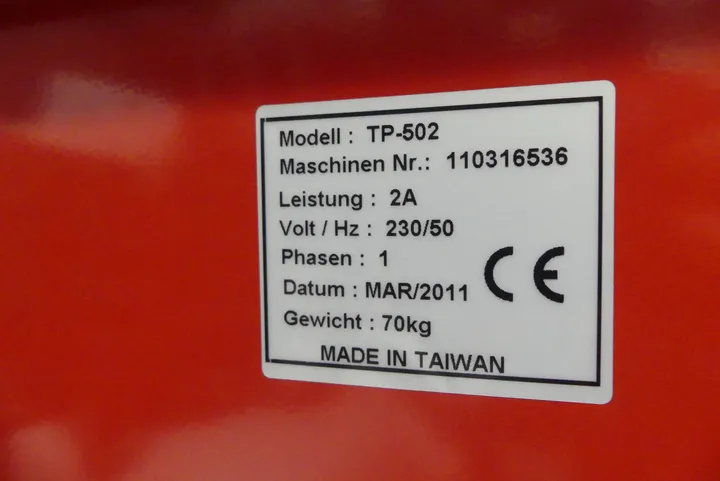 Modell : TP-502
Maschinen Nr.: 110316536
Leistung : 2A
Volt / Hz : 230/50
Phasen : 1
Datum : MAR/2011
Gewicht : 70kg
CE
MADE IN TAIWAN